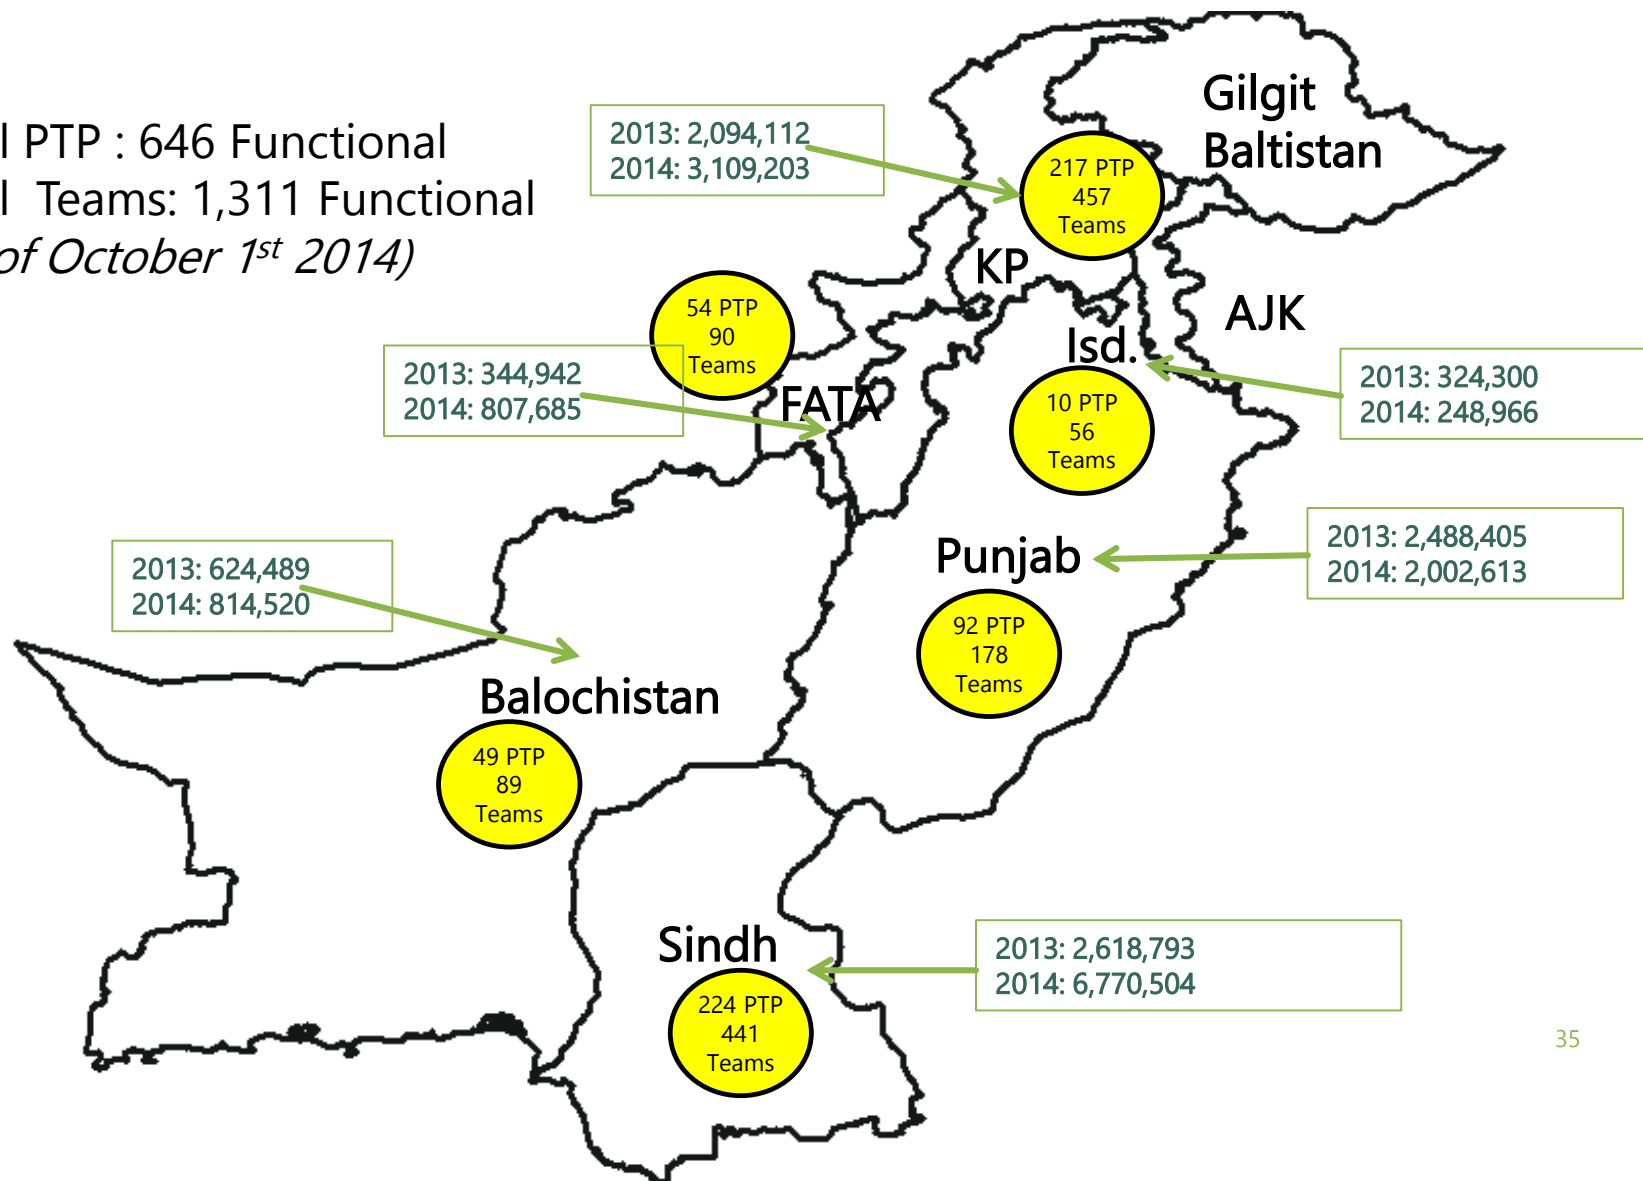 l PTP : 646 Functional
l Teams: 1,311 Functional
of October 1st 2014)
2013: 2,094,112
2014: 3,109,203
Gilgit
Baltistan
217 PTP
457
Teams
KP
AJK
54 PTP
90
Teams
2013: 344,942
2014: 807,685
FATA
Isd.
10 PTP
56
Teams
2013: 324,300
2014: 248,966
2013: 2,488,405
2014: 2,002,613
Punjab
92 PTP
178
Teams
2013: 624,489
2014: 814,520
Balochistan
49 PTP
89
Teams
Sindh
224 PTP
441
Teams
2013: 2,618,793
2014: 6,770,504
35